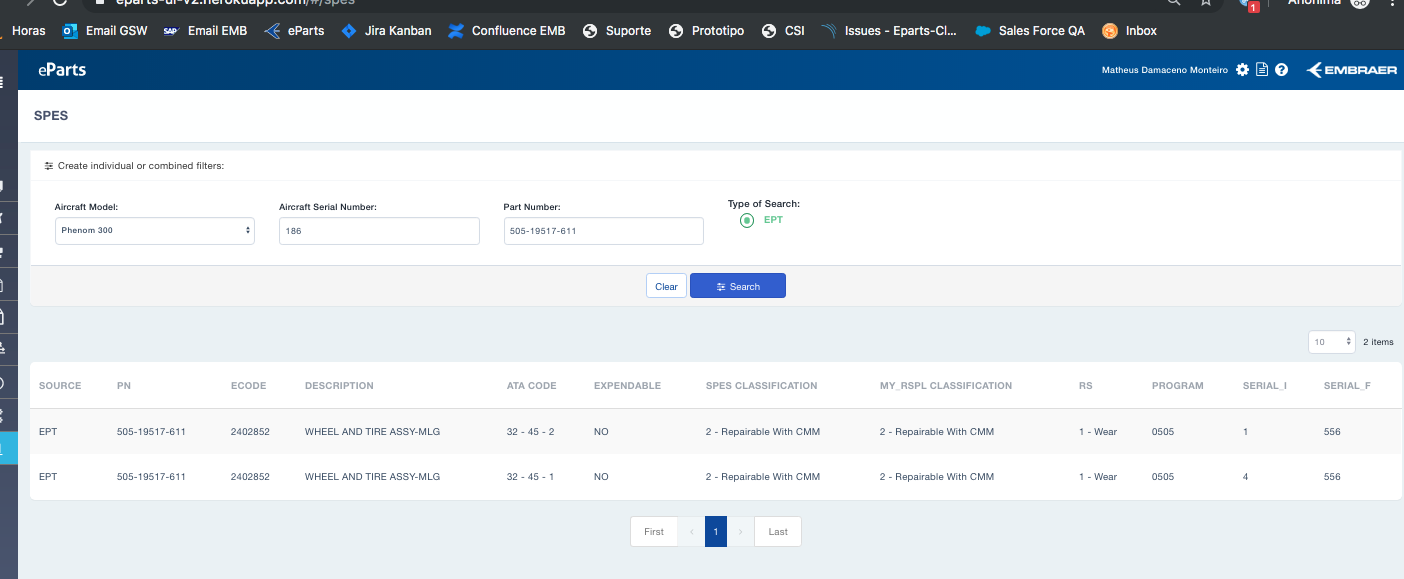 eparts-ui-v2.herokuapp.com/#/spes
1
Anônima
Horas Email GSW SAP Email EMB eParts Jira Kanban Confluence EMB Suporte Prototipo CSI Issues - Eparts-Cl... Sales Force QA Inbox
eParts
Matheus Damaceno Monteiro
EMBRAER
SPES
Create individual or combined filters:
Aircraft Model: Aircraft Serial Number: Part Number: Type of Search:
Phenom 300 186 505-19517-611 EPT
Clear Search
10 2 items
SOURCE PN ECODE DESCRIPTION ATA CODE EXPENDABLE SPES CLASSIFICATION MY_RSPL CLASSIFICATION RS PROGRAM SERIAL_I SERIAL_F
EPT 505-19517-611 2402852 WHEEL AND TIRE ASSY-MLG 32 - 45 - 2 NO 2 - Repairable With CMM 2 - Repairable With CMM 1 - Wear 0505 1 556
EPT 505-19517-611 2402852 WHEEL AND TIRE ASSY-MLG 32 - 45 - 1 NO 2 - Repairable With CMM 2 - Repairable With CMM 1 - Wear 0505 4 556
First ‹ 1 › Last